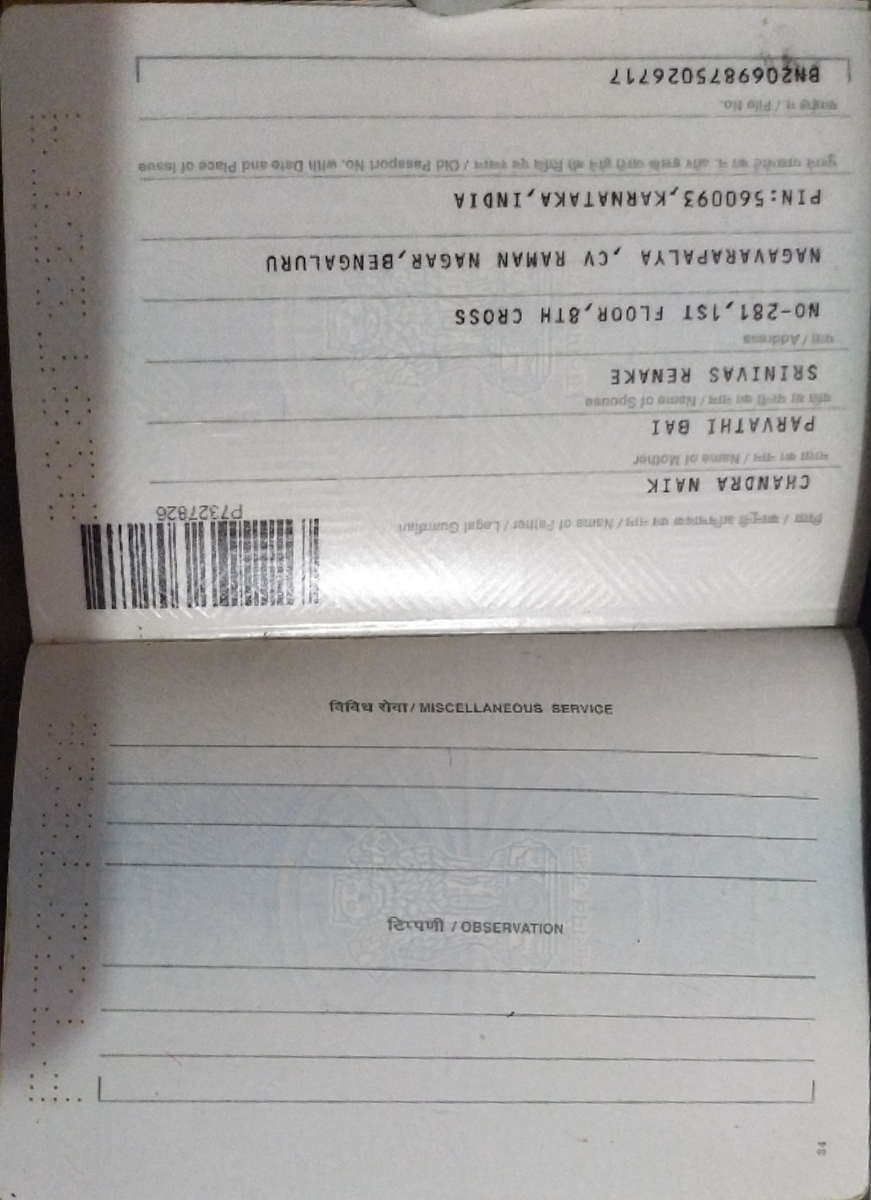 पिता / कानूनी अभिभावक का नाम / Name of Father / Legal Guardian
P7327826
CHANDRA NAIK
माता का नाम / Name of Mother
PARVATHI BAI
पति या पत्नी का नाम / Name of Spouse
SRINIVAS RENAKE
पता / Address
NO-281,1ST FLOOR,8TH CROSS
NAGAVARAPALYA ,CV RAMAN NAGAR,BENGALURU
PIN:560093,KARNATAKA,INDIA
पुराने पासपोर्ट का न. और इसके जारी होने की तिथि एवं स्थान / Old Passport No. with Date and Place of Issue
फाईल न. / File No.
BN2069875026717
विविध सेवा / MISCELLANEOUS SERVICE
टिप्पणी / OBSERVATION